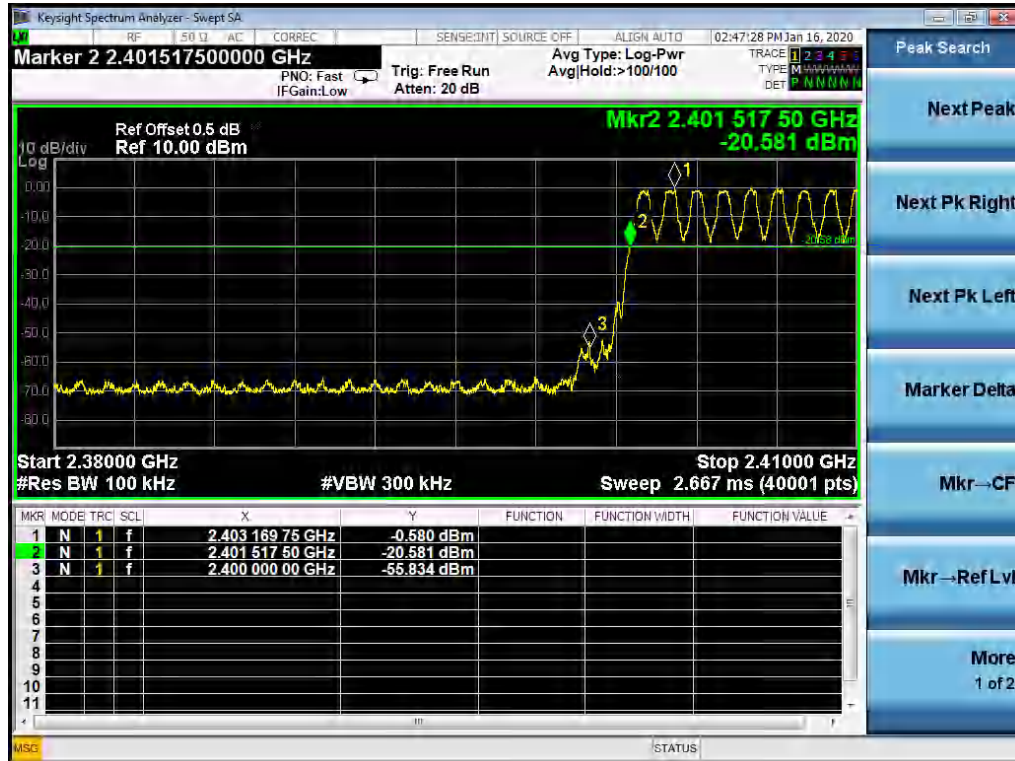 Keysight Spectrum Analyzer - Swept SA
RF 50 Ω AC CORREC SENSE:INT SOURCE OFF ALIGN AUTO 02:47:28 PM Jan 16, 2020
Marker 2 2.401517500000 GHz
PNO: Fast
IFGain:Low
Trig: Free Run
Atten: 20 dB
Avg Type: Log-Pwr
Avg|Hold:>100/100
TRACE 1 2 3 4 5
TYPE M
DET P N N N N N
Peak Search
Next Peak
Next Pk Right
Next Pk Left
Marker Delta
Mkr→CF
Mkr→Ref Lvl
More
1 of 2
Mkr2 2.401 517 50 GHz
-20.581 dBm
Ref Offset 0.5 dB
10 dB/div Ref 10.00 dBm
Log
0.00
-10.0
-20.0
-30.0
-40.0
-50.0
-60.0
-70.0
-80.0
1
2
3
-20.58 dBm
Start 2.38000 GHz Stop 2.41000 GHz
#Res BW 100 kHz #VBW 300 kHz Sweep 2.667 ms (40001 pts)
MKR MODE TRC SCL X Y FUNCTION FUNCTION WIDTH FUNCTION VALUE
1 N 1 f 2.403 169 75 GHz -0.580 dBm
2 N 1 f 2.401 517 50 GHz -20.581 dBm
3 N 1 f 2.400 000 00 GHz -55.834 dBm
4
5
6
7
8
9
10
11
MSG STATUS